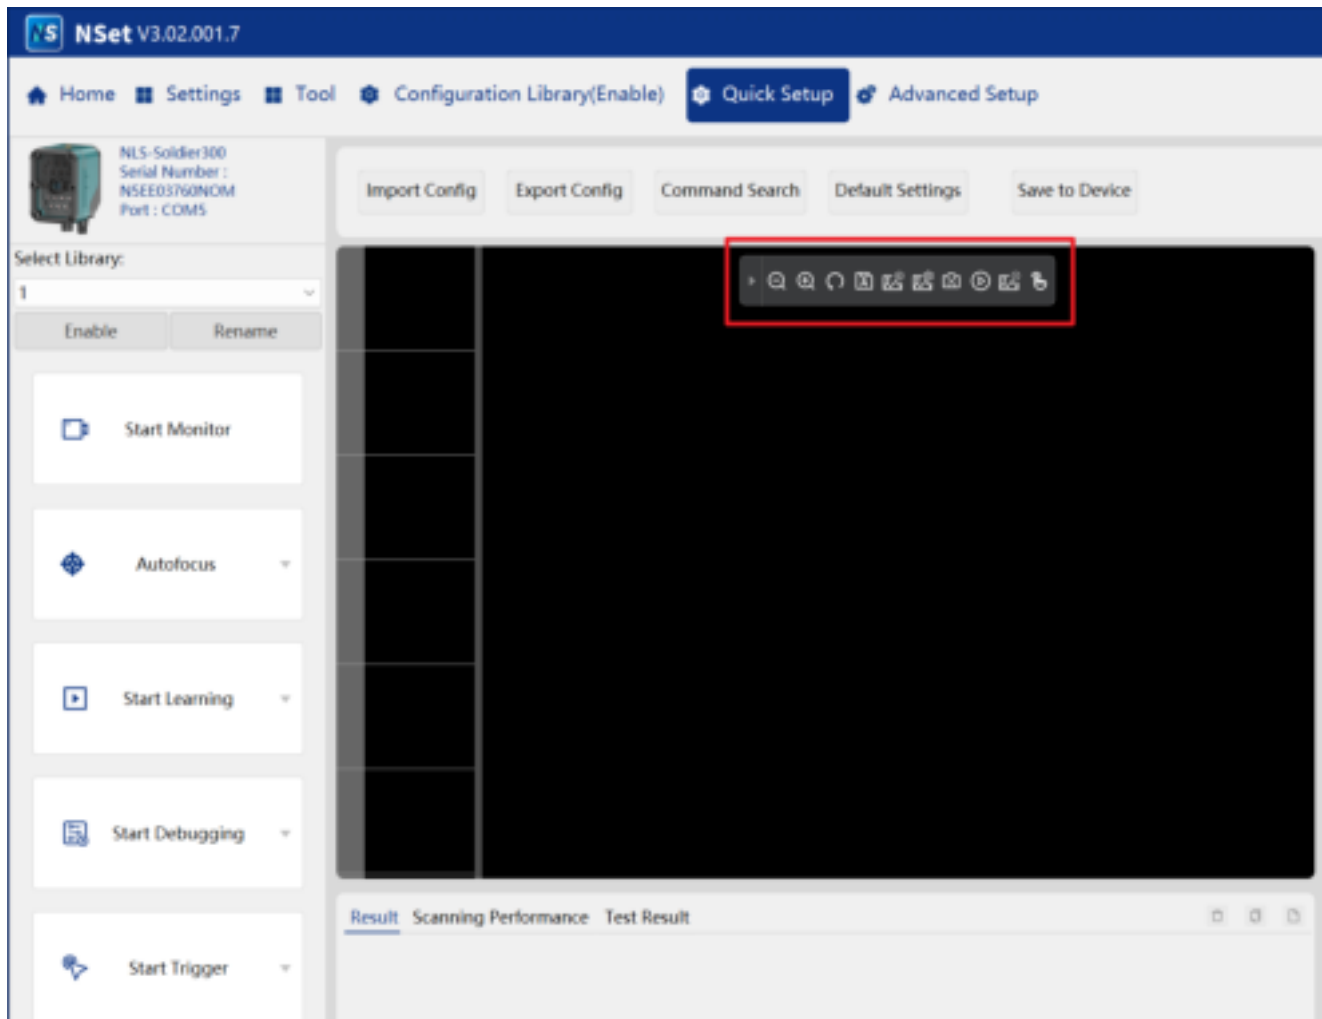 NS NSet V3.02.001.7
Home Settings Tool Configuration Library(Enable) Quick Setup Advanced Setup
NLS-Soldier300
Serial Number :
NSEE03760NOM
Port : COM5
Import Config Export Config Command Search Default Settings Save to Device
Select Library:
1
Enable Rename
Start Monitor
Autofocus
Start Learning
Start Debugging
Start Trigger
Result Scanning Performance Test Result